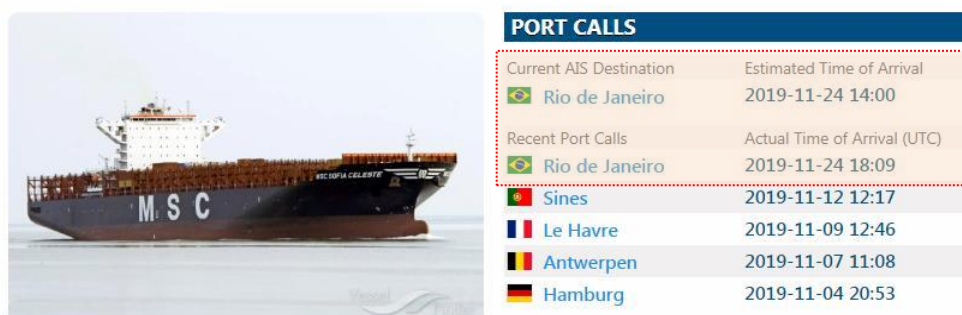 MSC SOFIA CELESTE
M S C
PORT CALLS
Current AIS Destination Estimated Time of Arrival
Rio de Janeiro 2019-11-24 14:00
Recent Port Calls Actual Time of Arrival (UTC)
Rio de Janeiro 2019-11-24 18:09
Sines 2019-11-12 12:17
Le Havre 2019-11-09 12:46
Antwerpen 2019-11-07 11:08
Hamburg 2019-11-04 20:53
Vessel